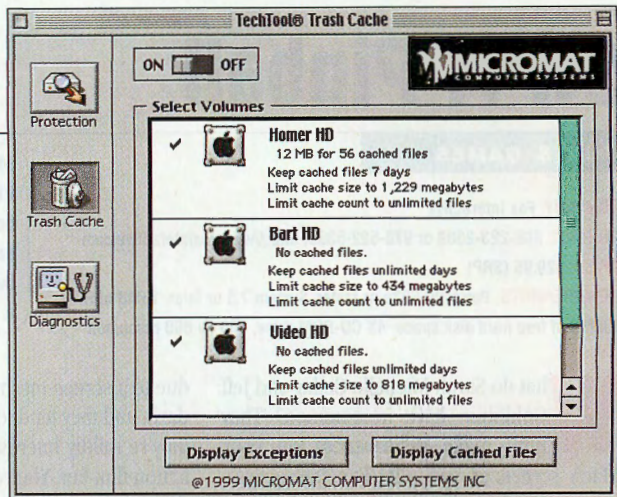 TechTool® Trash Cache
ON OFF
MICROMAT
COMPUTER SYSTEMS
Protection
Trash Cache
Diagnostics
Select Volumes
Homer HD
12 MB for 56 cached files
Keep cached files 7 days
Limit cache size to 1,229 megabytes
Limit cache count to unlimited files
Bart HD
No cached files.
Keep cached files unlimited days
Limit cache size to 434 megabytes
Limit cache count to unlimited files
Video HD
No cached files.
Keep cached files unlimited days
Limit cache size to 818 megabytes
Limit cache count to unlimited files
Display Exceptions Display Cached Files
@1999 MICROMAT COMPUTER SYSTEMS INC.